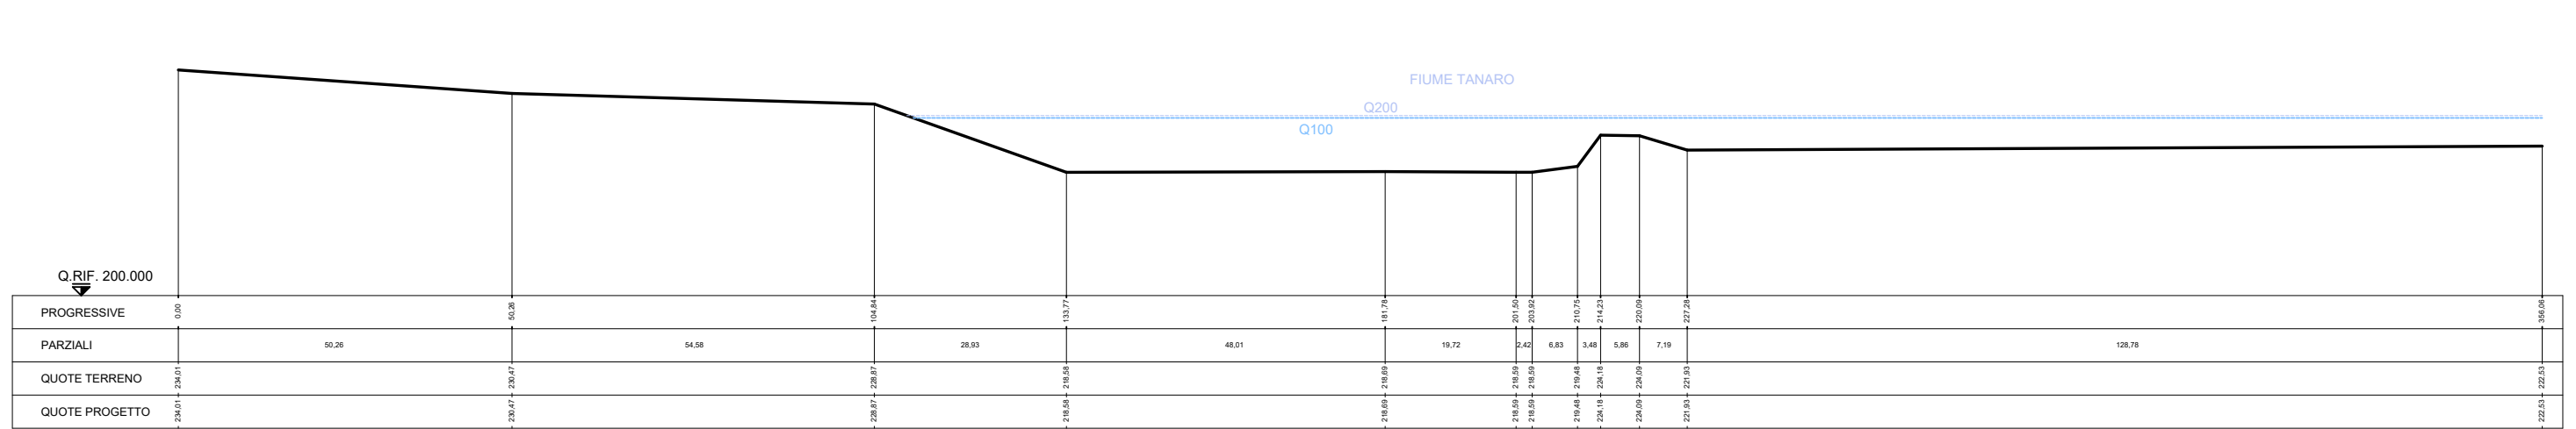 FIUME TANARO
Q200
Q100
Q.RIF. 200.000
PROGRESSIVE 0,00 50,26 104,84 133,77 181,78 201,50 203,92 210,75 214,23 220,09 227,28 356,06
PARZIALI 50,26 54,58 28,93 48,01 19,72 2,42 6,83 3,48 5,86 7,19 128,78
QUOTE TERRENO 234,01 230,47 228,87 218,58 218,69 218,59 218,59 219,48 224,18 224,09 221,93 222,53
QUOTE PROGETTO 234,01 230,47 228,87 218,58 218,69 218,59 218,59 219,48 224,18 224,09 221,93 222,53